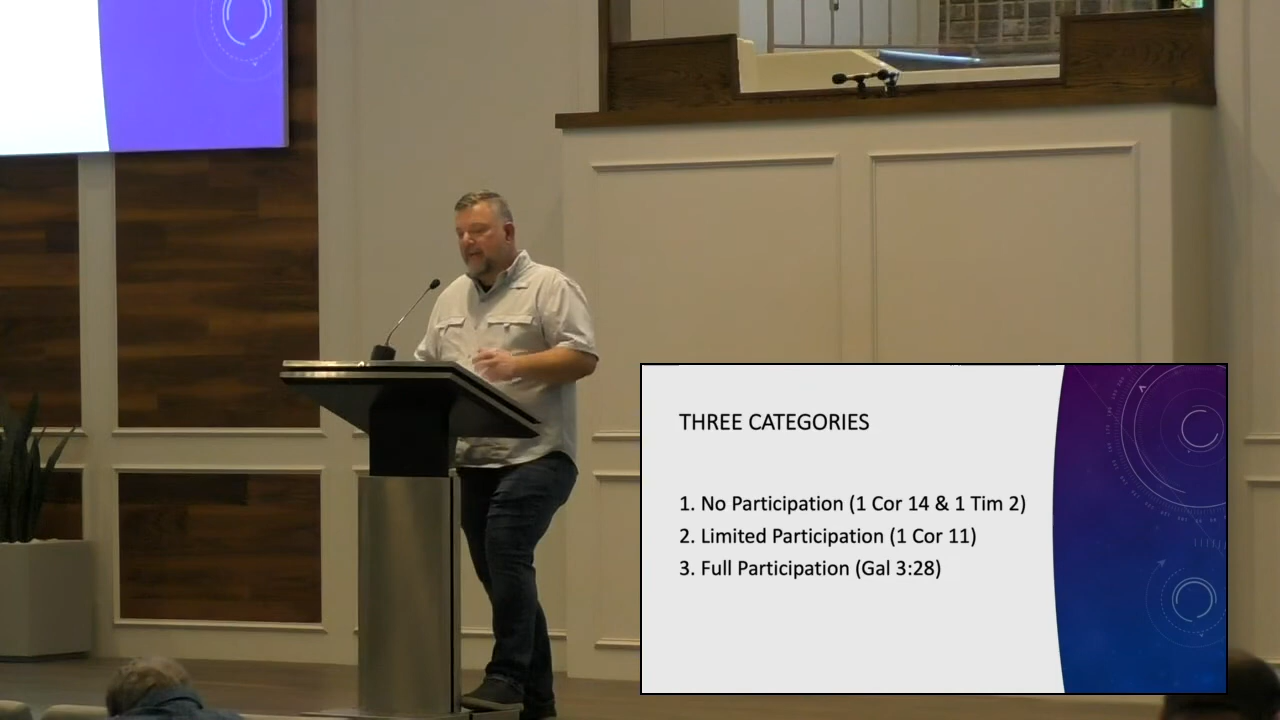 THREE CATEGORIES
1. No Participation (1 Cor 14 & 1 Tim 2)
2. Limited Participation (1 Cor 11)
3. Full Participation (Gal 3:28)